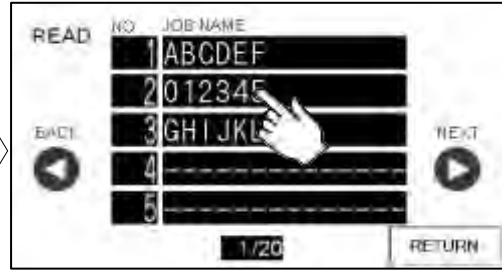 READ
NO JOB NAME
1 ABCDEF
2 012345
3 GHIJKL
4 ------------
5 ------------
BACK
NEXT
1/20
RETURN